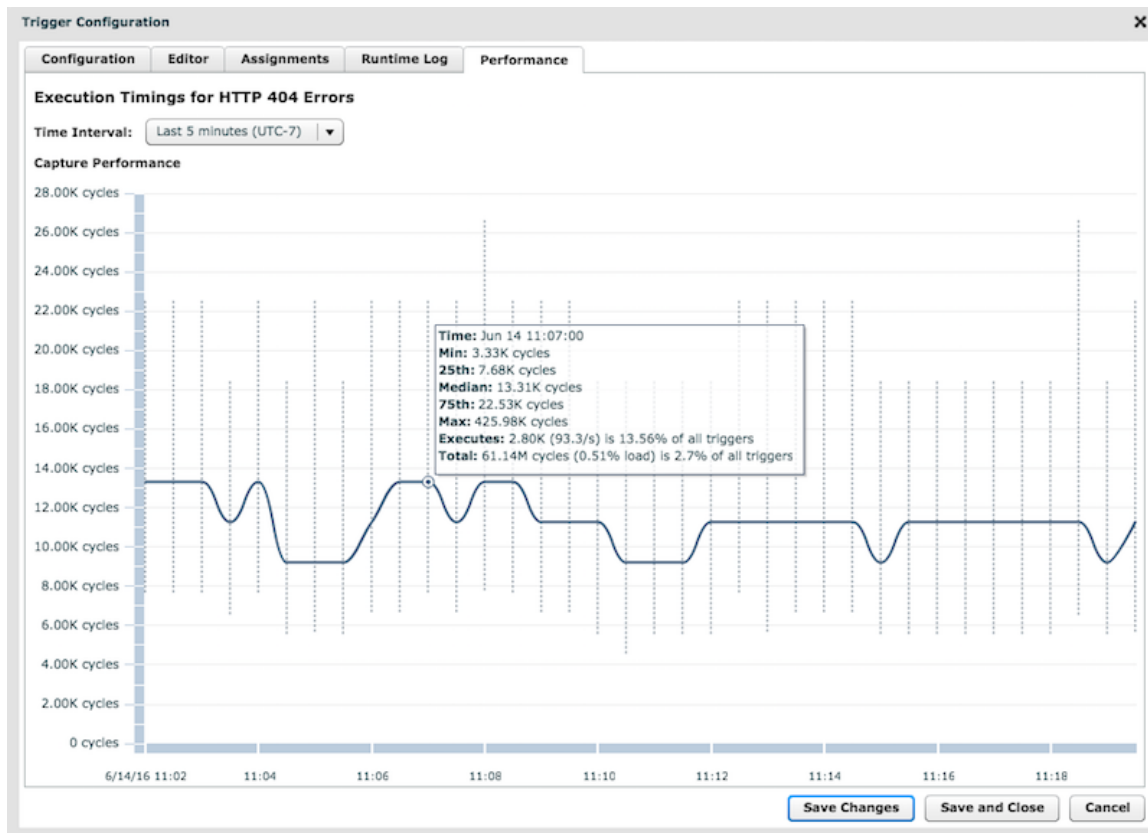 Trigger Configuration
Configuration Editor Assignments Runtime Log Performance
Execution Timings for HTTP 404 Errors
Time Interval: Last 5 minutes (UTC-7)
Capture Performance
28.00K cycles
26.00K cycles
24.00K cycles
22.00K cycles
20.00K cycles
18.00K cycles
16.00K cycles
14.00K cycles
12.00K cycles
10.00K cycles
8.00K cycles
6.00K cycles
4.00K cycles
2.00K cycles
0 cycles
Time: Jun 14 11:07:00
Min: 3.33K cycles
25th: 7.68K cycles
Median: 13.31K cycles
75th: 22.53K cycles
Max: 425.98K cycles
Executes: 2.80K (93.3/s) is 13.56% of all triggers
Total: 61.14M cycles (0.51% load) is 2.7% of all triggers
6/14/16 11:02 11:04 11:06 11:08 11:10 11:12 11:14 11:16 11:18
Save Changes Save and Close Cancel